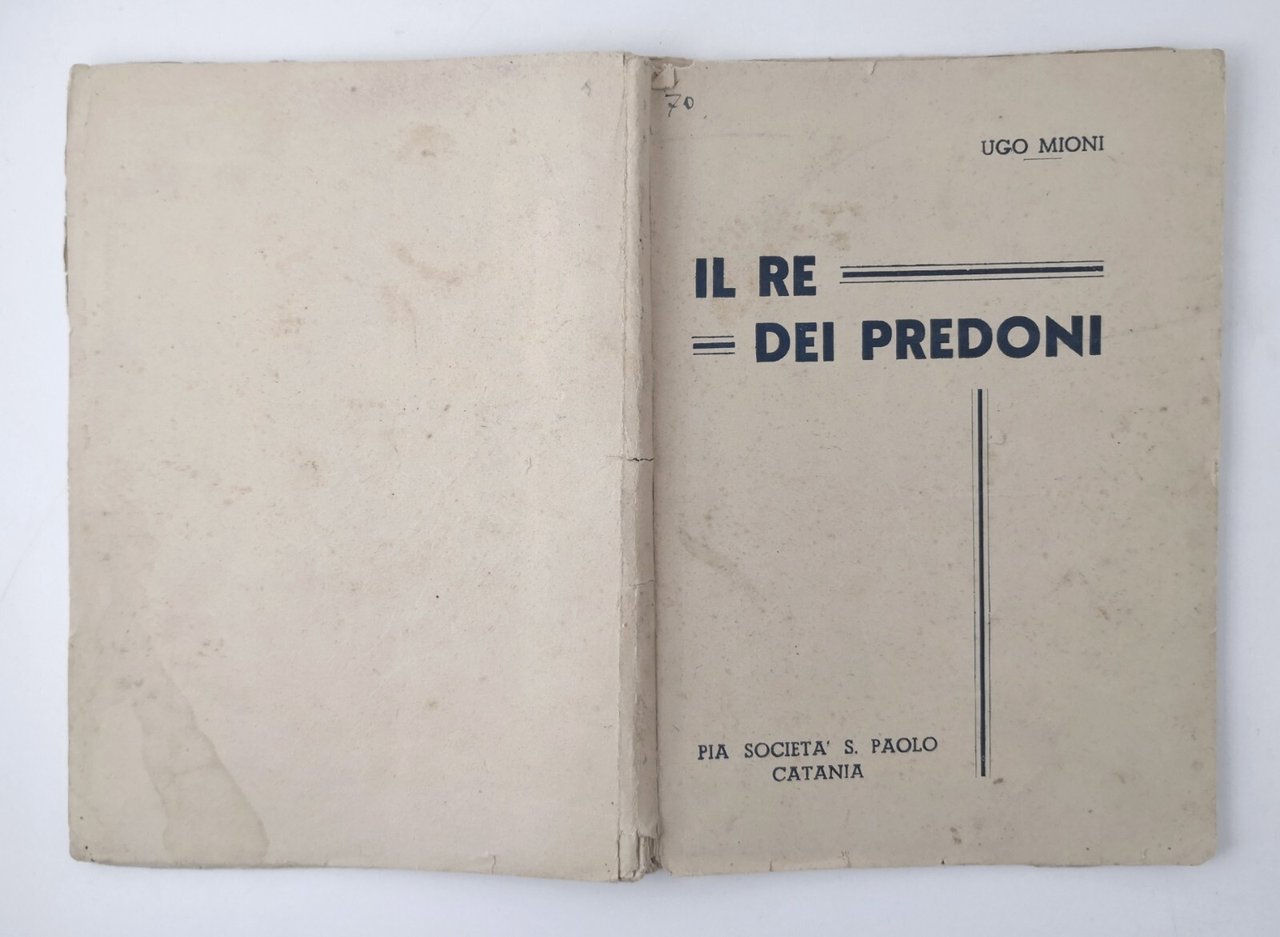 70
UGO MIONI
IL RE
DEI PREDONI
PIA SOCIETA' S. PAOLO
CATANIA